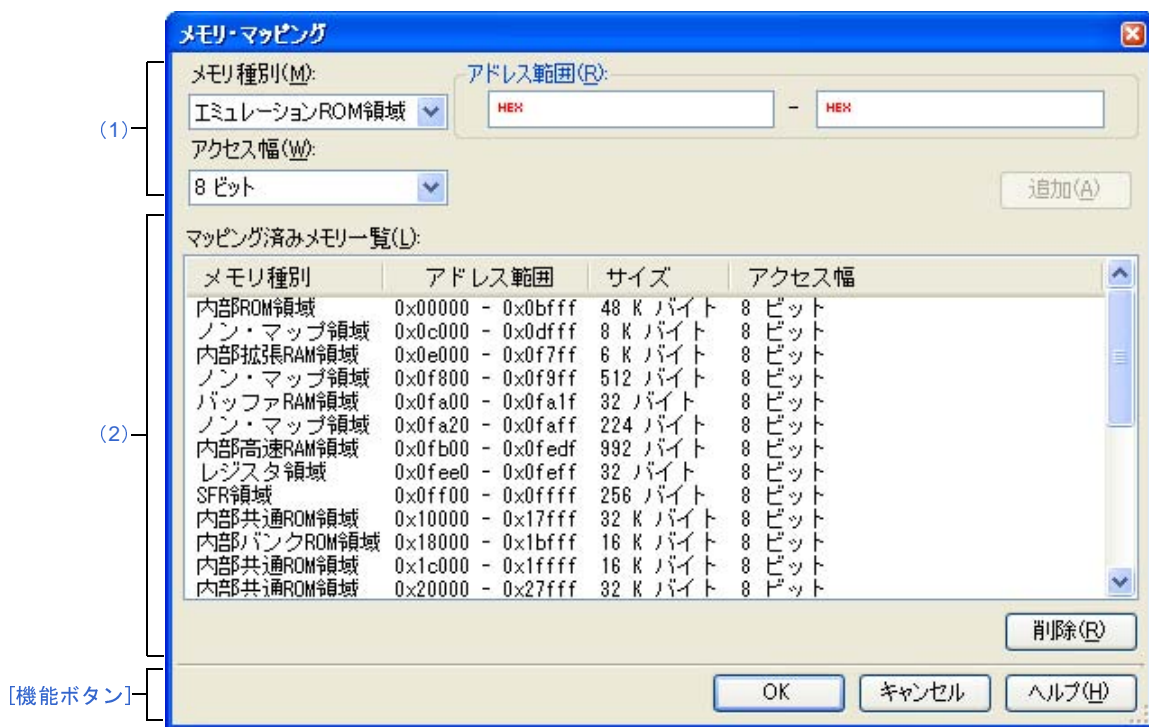 メモリ・マッピング
(1)
メモリ種別(M):
アドレス範囲(R):
エミュレーションROM領域
HEX - HEX
アクセス幅(W):
8 ビット
追加(A)
(2)
マッピング済みメモリ一覧(L):
メモリ種別 アドレス範囲 サイズ アクセス幅
内部ROM領域 0x00000 - 0x0bfff 48 K バイト 8 ビット
ノン・マップ領域 0x0c000 - 0x0dfff 8 K バイト 8 ビット
内部拡張RAM領域 0x0e000 - 0x0f7ff 6 K バイト 8 ビット
ノン・マップ領域 0x0f800 - 0x0f9ff 512 バイト 8 ビット
バッファRAM領域 0x0fa00 - 0x0fa1f 32 バイト 8 ビット
ノン・マップ領域 0x0fa20 - 0x0faff 224 バイト 8 ビット
内部高速RAM領域 0x0fb00 - 0x0fedf 992 バイト 8 ビット
レジスタ領域 0x0fee0 - 0x0feff 32 バイト 8 ビット
SFR領域 0x0ff00 - 0x0ffff 256 バイト 8 ビット
内部共通ROM領域 0x10000 - 0x17fff 32 K バイト 8 ビット
内部バンクROM領域 0x18000 - 0x1bfff 16 K バイト 8 ビット
内部共通ROM領域 0x1c000 - 0x1ffff 16 K バイト 8 ビット
内部共通ROM領域 0x20000 - 0x27fff 32 K バイト 8 ビット
削除(R)
[機能ボタン]
OK キャンセル ヘルプ(H)